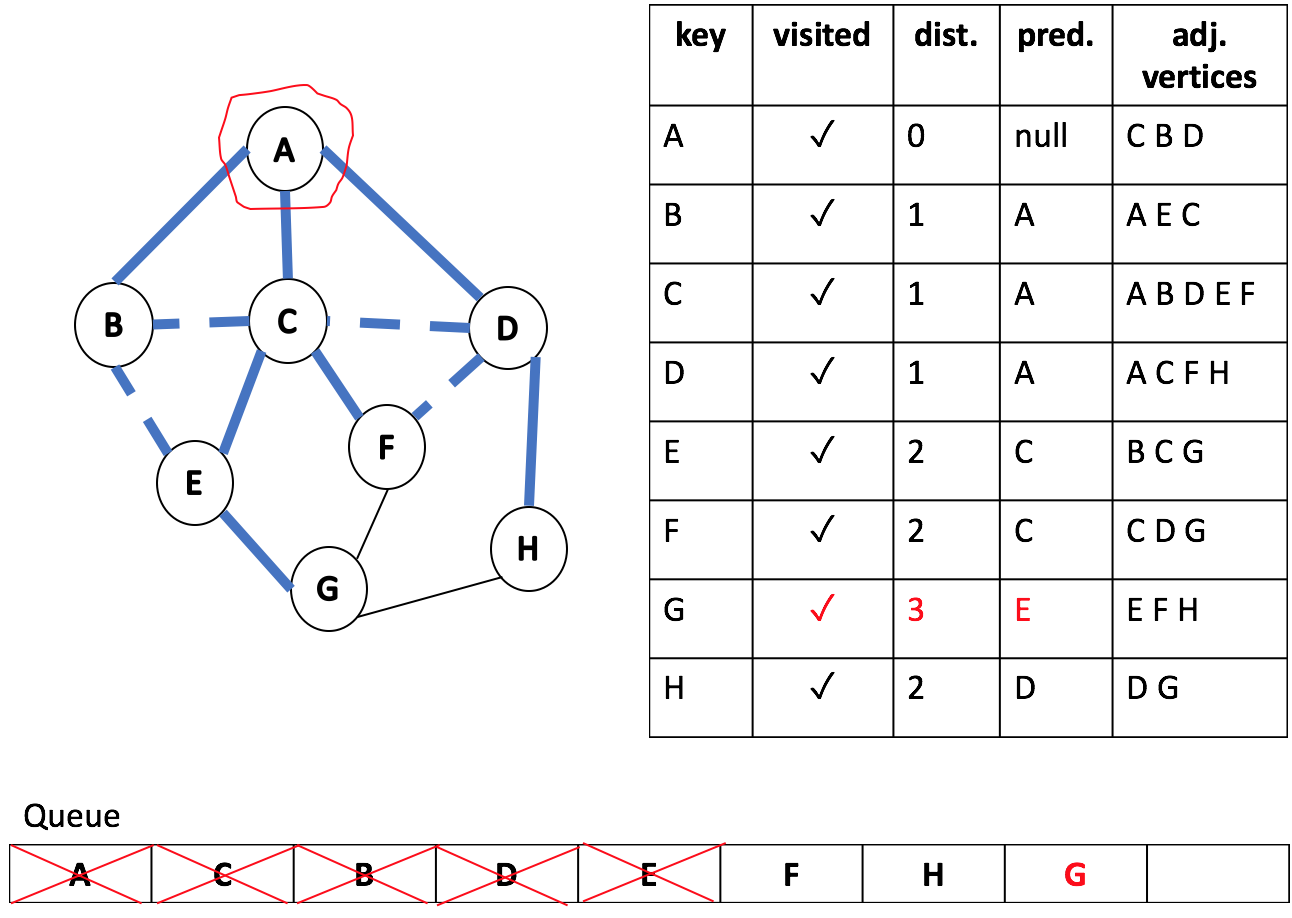 A
B
C
D
E
F
G
H
key visited dist. pred. adj.
vertices
A ✓ 0 null C B D
B ✓ 1 A A E C
C ✓ 1 A A B D E F
D ✓ 1 A A C F H
E ✓ 2 C B C G
F ✓ 2 C C D G
G ✓ 3 E E F H
H ✓ 2 D D G
Queue
A C B D E F H G